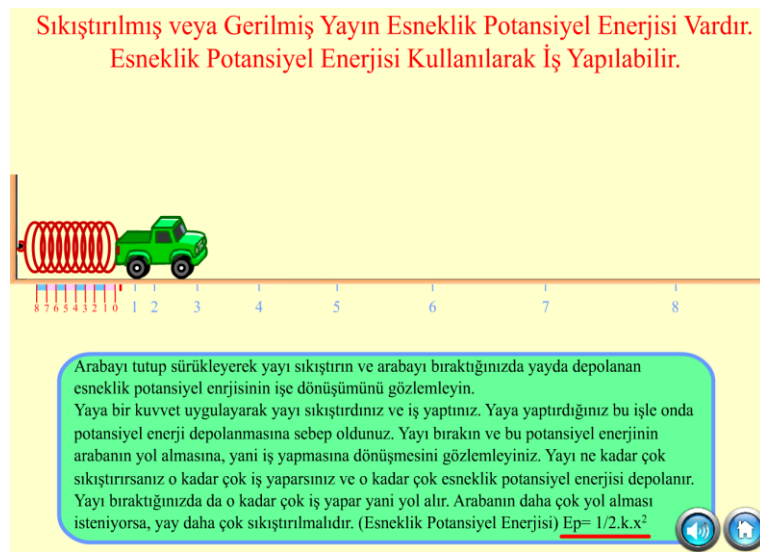 Sıkıştırılmış veya Gerilmiş Yayın Esneklik Potansiyel Enerjisi Vardır.
Esneklik Potansiyel Enerjisi Kullanılarak İş Yapılabilir.
8 7 6 5 4 3 2 1 0 1 2 3 4 5 6 7 8
Arabayı tutup sürükleyerek yayı sıkıştırın ve arabayı bıraktığınızda yayda depolanan
esneklik potansiyel enrjisinin işe dönüşümünü gözlemleyin.
Yaya bir kuvvet uygulayarak yayı sıkıştırdınız ve iş yaptınız. Yaya yaptırdığınız bu işle onda
potansiyel enerji depolanmasına sebep oldunuz. Yayı bırakın ve bu potansiyel enerjinin
arabanın yol almasına, yani iş yapmasına dönüşmesini gözlemleyiniz. Yayı ne kadar çok
sıkıştırırsanız o kadar çok iş yaparsınız ve o kadar çok esneklik potansiyel enerjisi depolanır.
Yayı bıraktığınızda da o kadar çok iş yapar yani yol alır. Arabanın daha çok yol alması
isteniyorsa, yay daha çok sıkıştırılmalıdır. (Esneklik Potansiyel Enerjisi) Ep= 1/2.k.x²